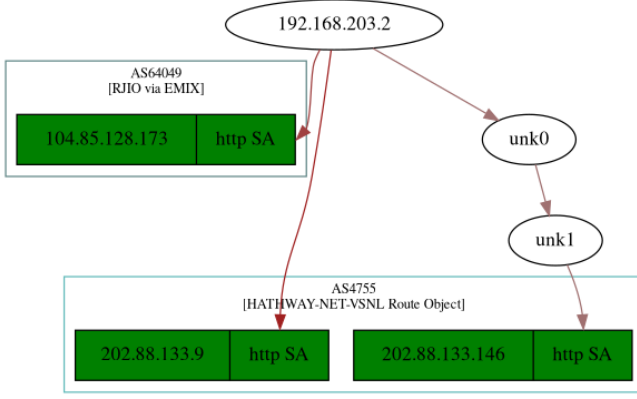 192.168.203.2
AS64049
[RJIO via EMIX]
104.85.128.173 http SA
unk0
unk1
AS4755
[HATHWAY-NET-VSNL Route Object]
202.88.133.9 http SA
202.88.133.146 http SA